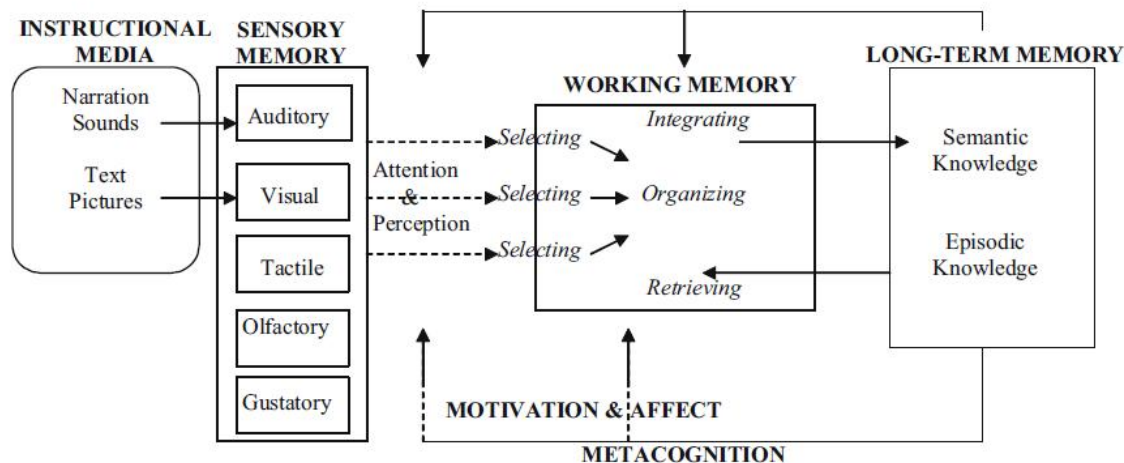 INSTRUCTIONAL
MEDIA
Narration
Sounds
Text
Pictures
SENSORY
MEMORY
Auditory
Visual
Tactile
Olfactory
Gustatory
Attention
&
Perception
Selecting
Selecting
Selecting
WORKING MEMORY
Integrating
Organizing
Retrieving
LONG-TERM MEMORY
Semantic
Knowledge
Episodic
Knowledge
MOTIVATION & AFFECT
METACOGNITION